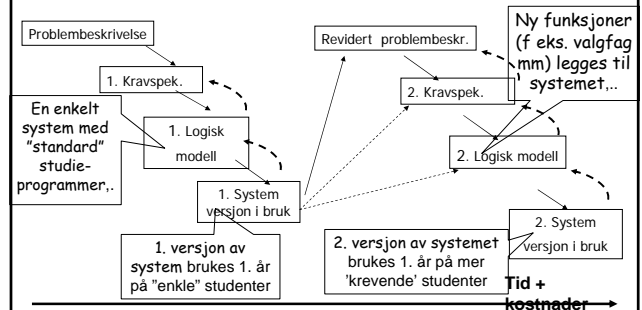 Problembeskrivelse
1. Kravspek.
En enkelt
system med
"standard"
studie-
programmer,.
1. Logisk
modell
1. System
versjon i bruk
1. versjon av
system brukes 1. år
på "enkle" studenter
Revidert problembeskr.
2. Kravspek.
Ny funksjoner
(f eks. valgfag
mm) legges til
systemet,..
2. Logisk modell
2. System
versjon i bruk
2. versjon av systemet
brukes 1. år på mer
'krevende' studenter
Tid +
kostnader